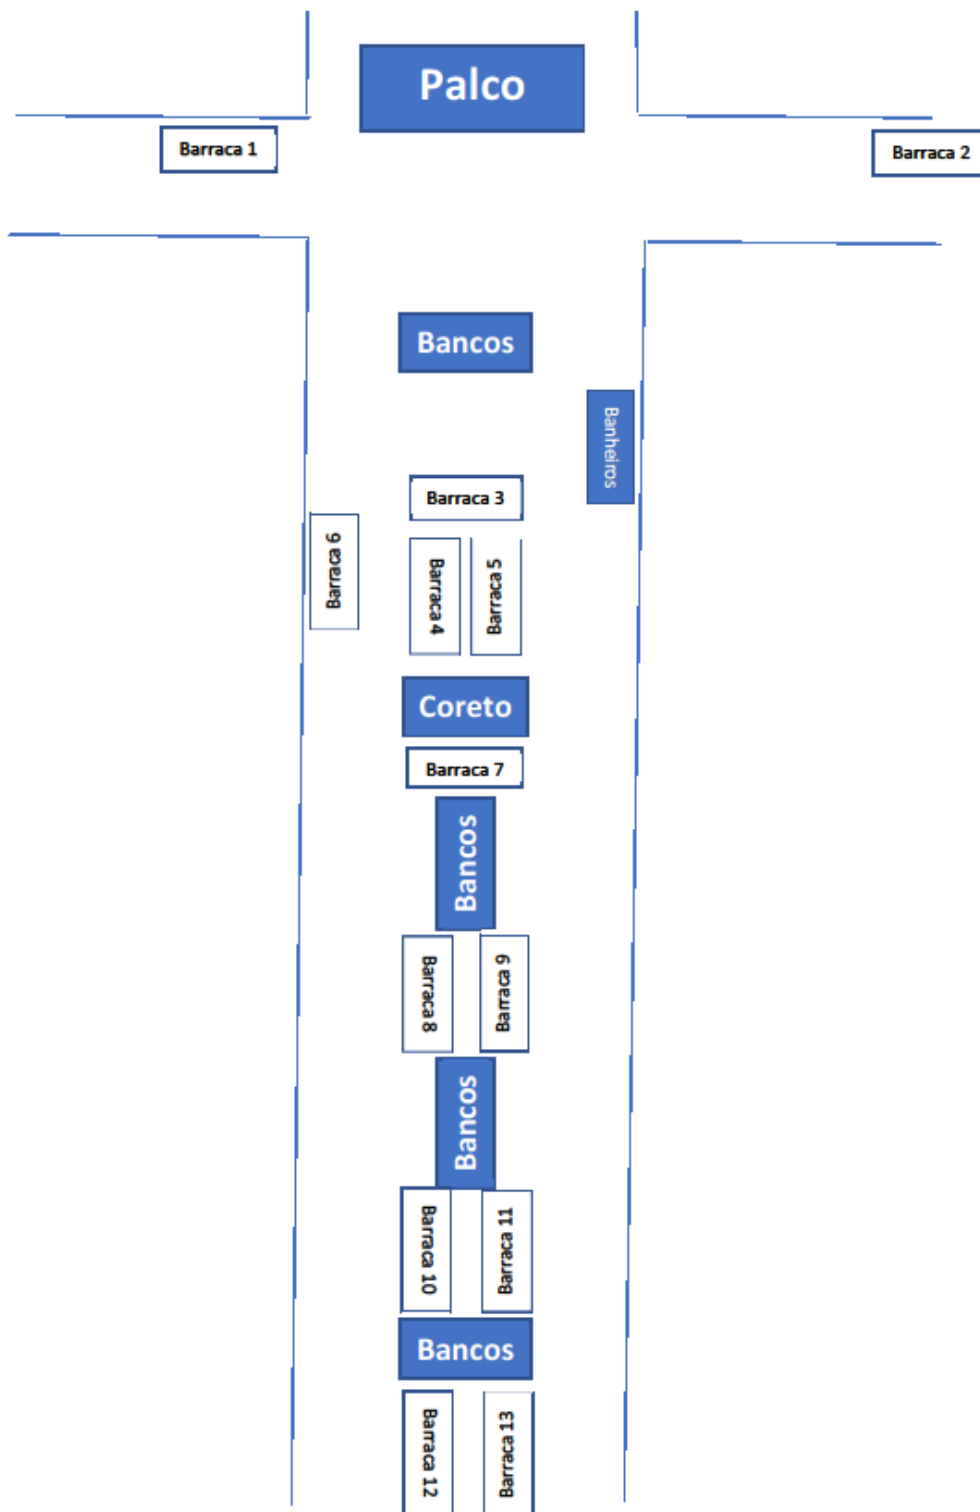 Palco
Barraca 1
Barraca 2
Bancos
Banheiros
Barraca 3
Barraca 6
Barraca 4
Barraca 5
Coreto
Barraca 7
Bancos
Barraca 8
Barraca 9
Bancos
Barraca 10
Barraca 11
Bancos
Barraca 12
Barraca 13